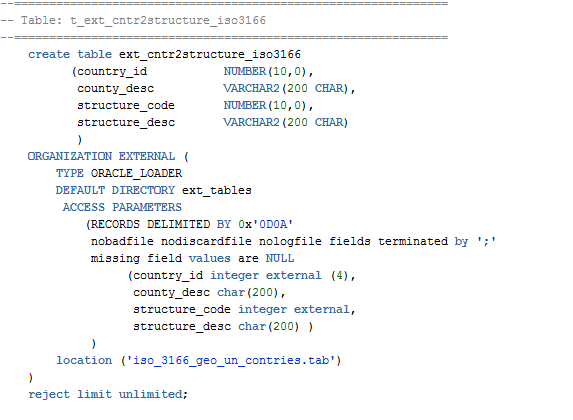 --==============================================================
-- Table: t_ext_cntr2structure_iso3166
--==============================================================
create table ext_cntr2structure_iso3166
(country_id NUMBER(10,0),
county_desc VARCHAR2(200 CHAR),
structure_code NUMBER(10,0),
structure_desc VARCHAR2(200 CHAR)
)
ORGANIZATION EXTERNAL (
TYPE ORACLE_LOADER
DEFAULT DIRECTORY ext_tables
ACCESS PARAMETERS
(RECORDS DELIMITED BY 0x'0D0A'
nobadfile nodiscardfile nologfile fields terminated by ';'
missing field values are NULL
(country_id integer external (4),
county_desc char(200),
structure_code integer external,
structure_desc char(200) )
)
location ('iso_3166_geo_un_contries.tab')
)
reject limit unlimited;